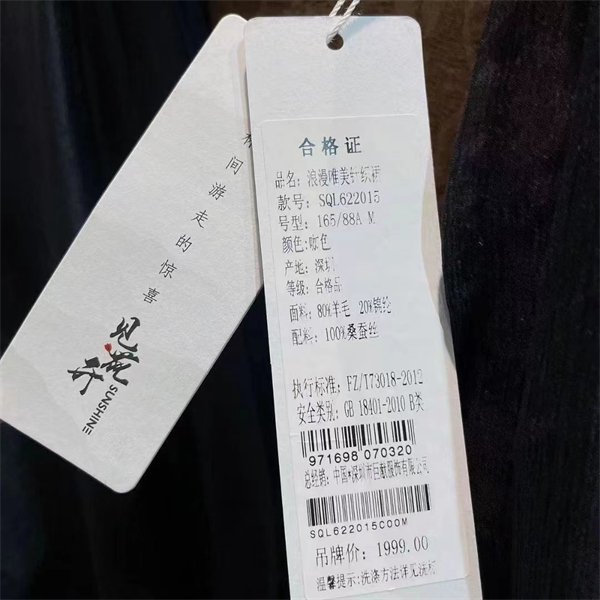 间游走的惊喜
见花开
SUNSHINE
合格证
品名: 浪漫唯美针织裙
款号: SQL622015
号型: 165/88A M
颜色:咖色
产地: 深圳
等级: 合格品
面料: 80%羊毛 20%锦纶
配料: 100%桑蚕丝
执行标准: FZ/T73018-2012
安全类别: GB 18401-2010 B类
971698 070320
总经销: 中国·深圳市巨献服饰有限公司
SQL622015C00M
吊牌价: 1999.00
温馨提示:洗涤方法详见洗标